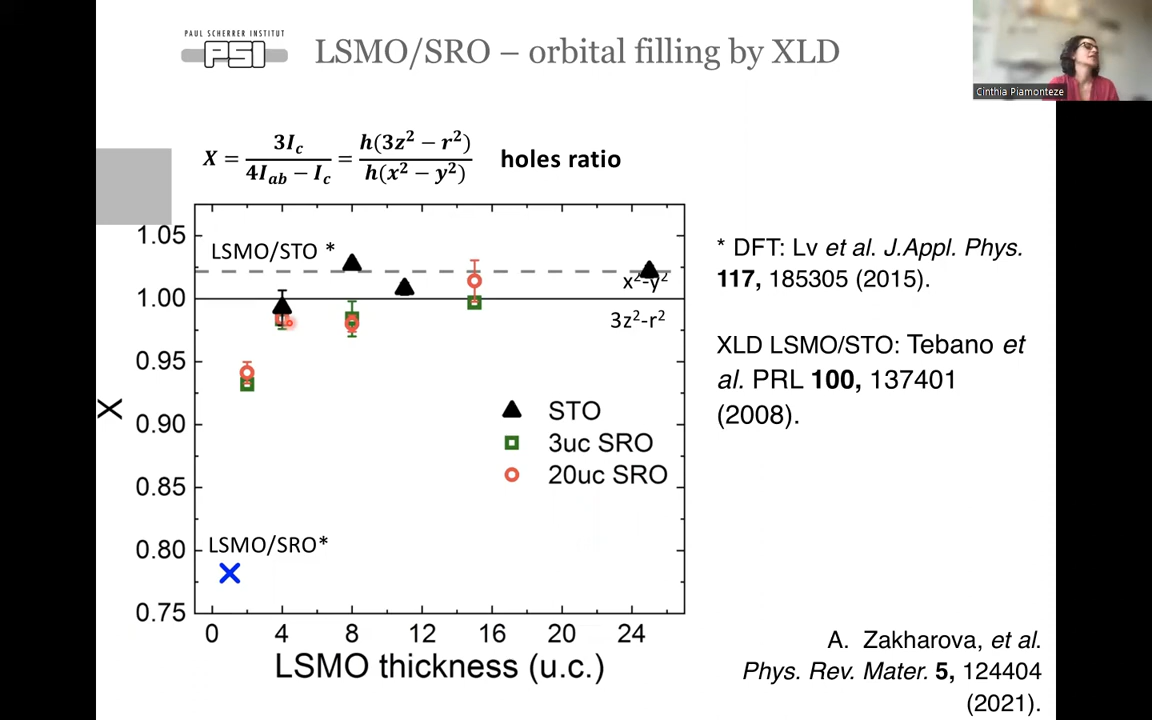 PAUL SCHERRER INSTITUT
PSI
LSMO/SRO – orbital filling by XLD
Cinthia Piamonteze
X = 3I_c / (4I_ab − I_c) = h(3z² − r²) / h(x² − y²) holes ratio
1.05
1.00
0.95
0.90
0.85
0.80
0.75
X
LSMO/STO *
x²-y²
3z²-r²
STO
3uc SRO
20uc SRO
LSMO/SRO*
0 4 8 12 16 20 24
LSMO thickness (u.c.)
* DFT: Lv et al. J.Appl. Phys.
117, 185305 (2015).
XLD LSMO/STO: Tebano et
al. PRL 100, 137401
(2008).
A. Zakharova, et al.
Phys. Rev. Mater. 5, 124404
(2021).